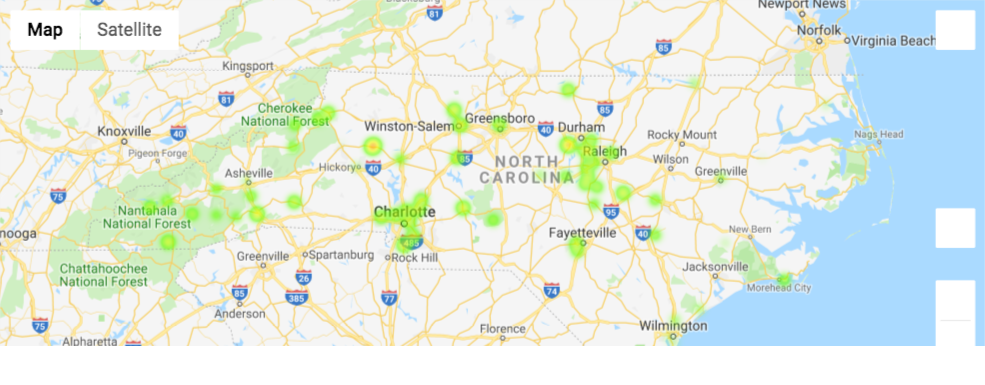 Newport News
Norfolk
Virginia Beach
81
85
Map
Satellite
Kingsport
81
Cherokee
National Forest
85
Knoxville
40
Pigeon Forge
Winston-Salem
Greensboro
40
Durham
Rocky Mount
Nags Head
Hickory
40
85
NORTH
CAROLINA
Raleigh
Wilson
Greenville
Asheville
75
Nantahala
National Forest
Charlotte
95
40
nooga
485
Fayetteville
New Bern
Greenville
Spartanburg
Rock Hill
Chattahoochee
National Forest
26
Jacksonville
Morehead City
85
385
77
74
Anderson
75
Florence
Wilmington
Alpharetta